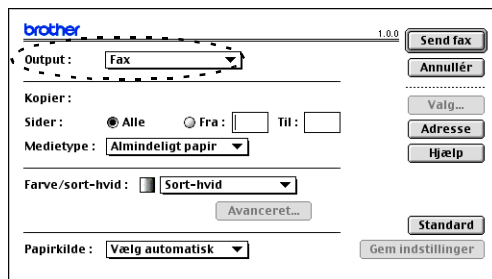 brother
1.0.0
Send fax
Output : Fax
Annullér
Kopier :
Valg...
Sider : Alle Fra : Til :
Adresse
Medietype : Almindeligt papir
Hjælp
Farve/sort-hvid : Sort-hvid
Avanceret...
Standard
Papirkilde : Vælg automatisk
Gem indstillinger